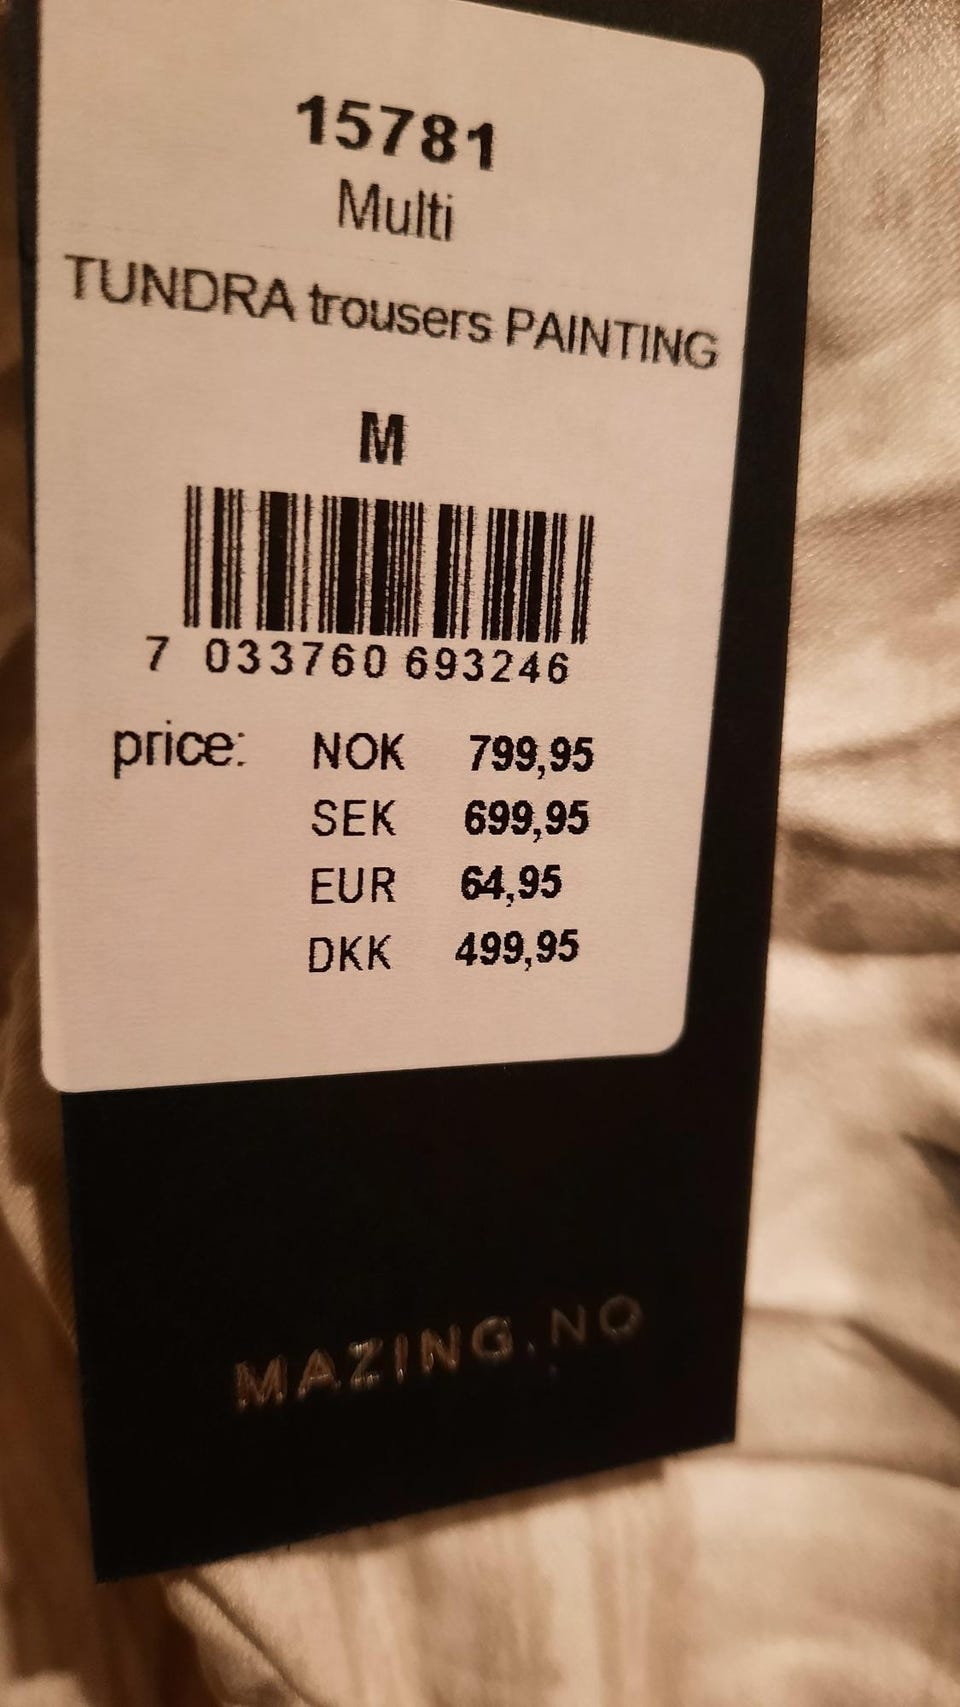 15781
Multi
TUNDRA trousers PAINTING
M
7 033760 693246
price: NOK 799,95
SEK 699,95
EUR 64,95
DKK 499,95
MAZING.NO